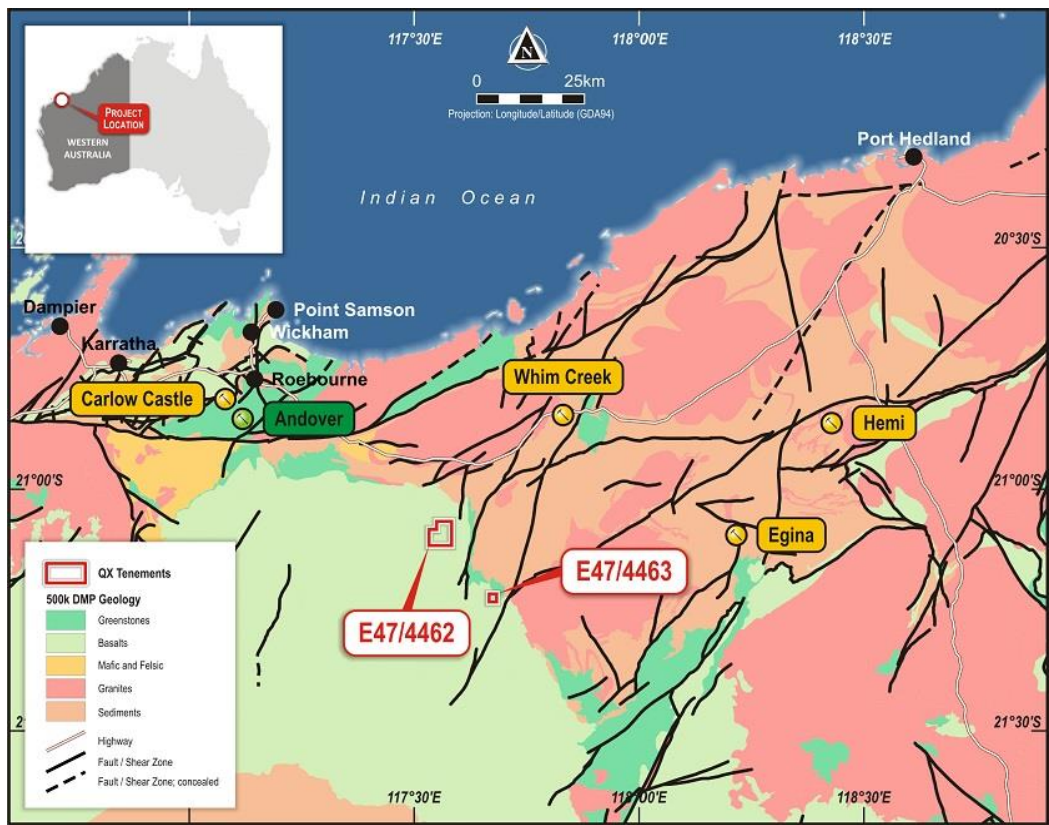 117°30'E
118°00'E
118°30'E
N
0 25km
Projection: Longitude/Latitude (GDA94)
PROJECT
LOCATION
WESTERN
AUSTRALIA
Port Hedland
Indian Ocean
20°30'S
Dampier
Point Samson
Wickham
Karratha
Roebourne
Whim Creek
Carlow Castle
Andover
Hemi
21°00'S
21°00'S
Egina
E47/4463
E47/4462
QX Tenements
500k DMP Geology
Greenstones
Basalts
Mafic and Felsic
Granites
Sediments
Highway
Fault / Shear Zone
Fault / Shear Zone; concealed
21°30'S
117°30'E
118°00'E
118°30'E